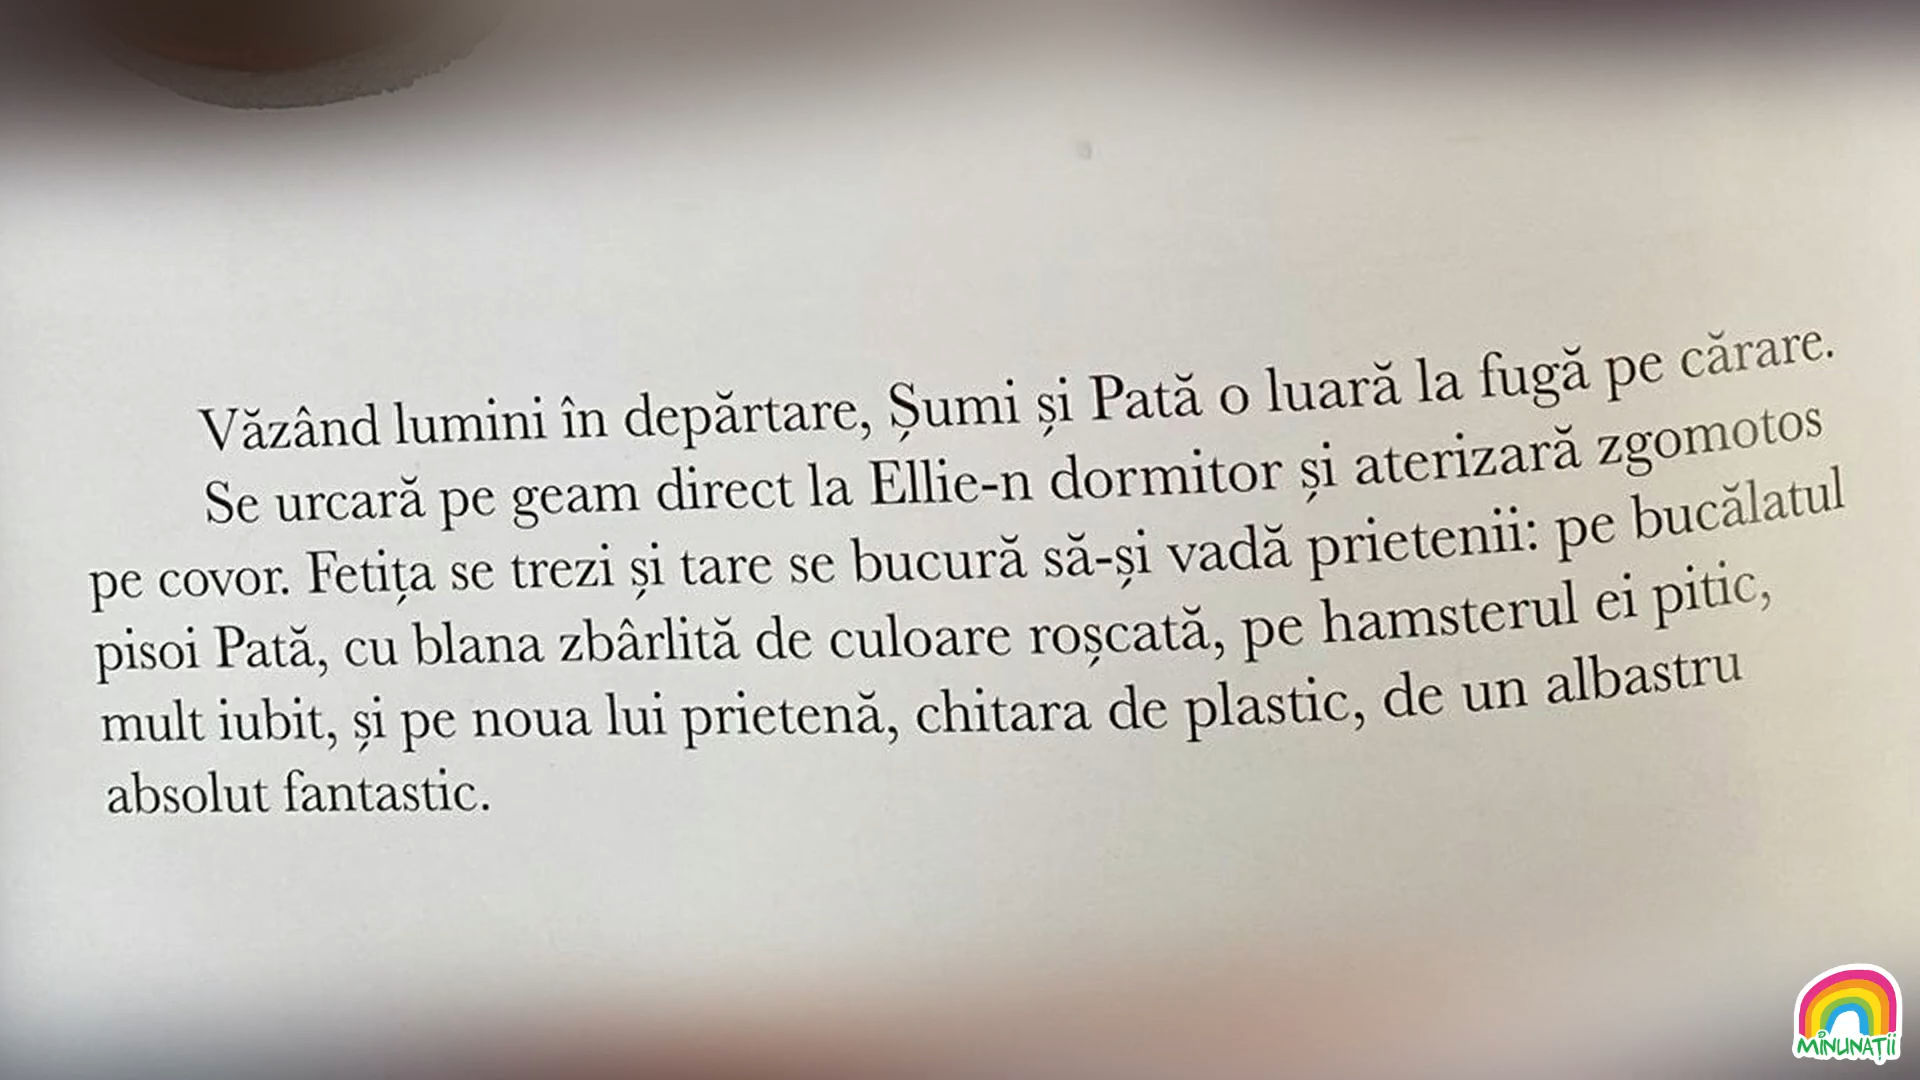 Văzând lumini în depărtare, Șumi și Pată o luară la fugă pe cărare.
Se urcară pe geam direct la Ellie-n dormitor și aterizară zgomotos
pe covor. Fetița se trezi și tare se bucură să-și vadă prietenii: pe bucălatul
pisoi Pată, cu blana zbârlită de culoare roșcată, pe hamsterul ei pitic,
mult iubit, și pe noua lui prietenă, chitara de plastic, de un albastru
absolut fantastic.
MINUNAȚII